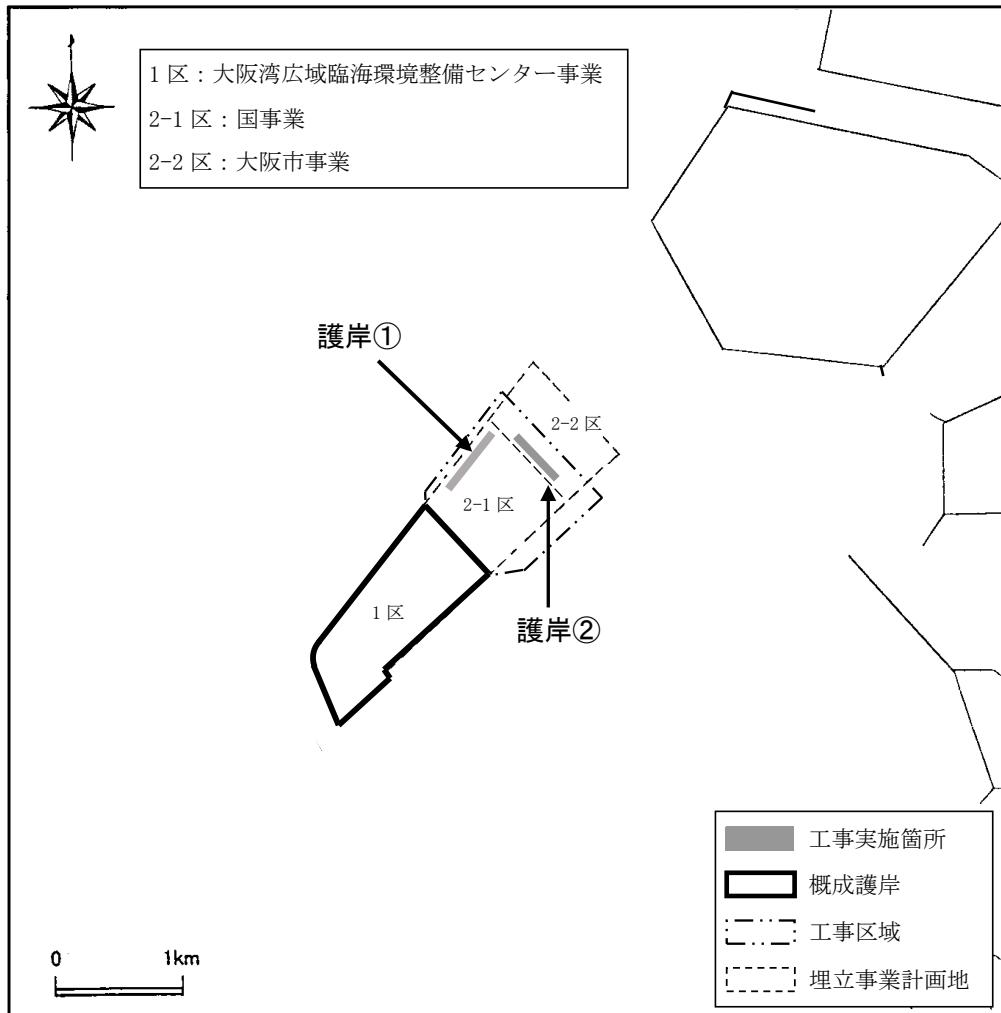 1区：大阪湾広域臨海環境整備センター事業
2-1区：国事業
2-2区：大阪市事業
護岸①
2-2区
2-1区
護岸②
1区
工事実施箇所
概成護岸
工事区域
埋立事業計画地
0 1km